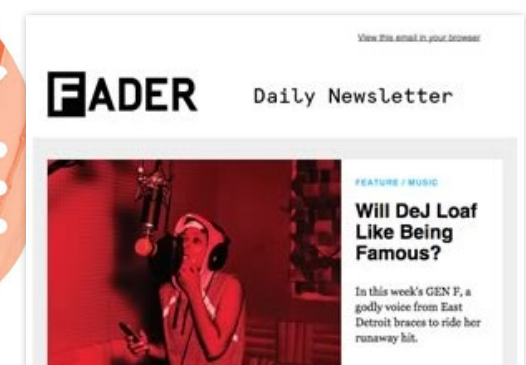 View this email in your browser
FADER
Daily Newsletter
FEATURE / MUSIC
Will DeJ Loaf
Like Being
Famous?
In this week's GEN F, a
godly voice from East
Detroit braces to ride her
runaway hit.